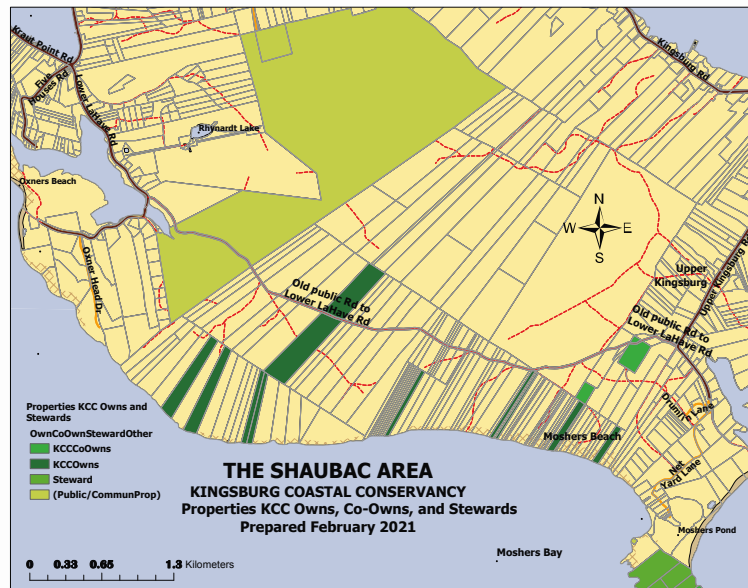 Kraut Point Rd
Five
Houses Rd
Lower LaHave Rd
Kingsburg Rd
Rhynardt Lake
Oxners Beach
Oxner Head Dr
N
W E
S
Upper
Kingsburg
Upper Kingsburg Rd
Old public Rd to
Lower LaHave Rd
Old public Rd to
Lower LaHave Rd
Drunjie Lane
Moshers Beach
Net
Yard Lane
Moshers Pond
Moshers Bay
Properties KCC Owns and
Stewards
OwnCoOwnStewardOther
KCCCoOwns
KCCOwns
Steward
(Public/CommunProp)
THE SHAUBAC AREA
KINGSBURG COASTAL CONSERVANCY
Properties KCC Owns, Co-Owns, and Stewards
Prepared February 2021
0 0.33 0.65 1.3 Kilometers